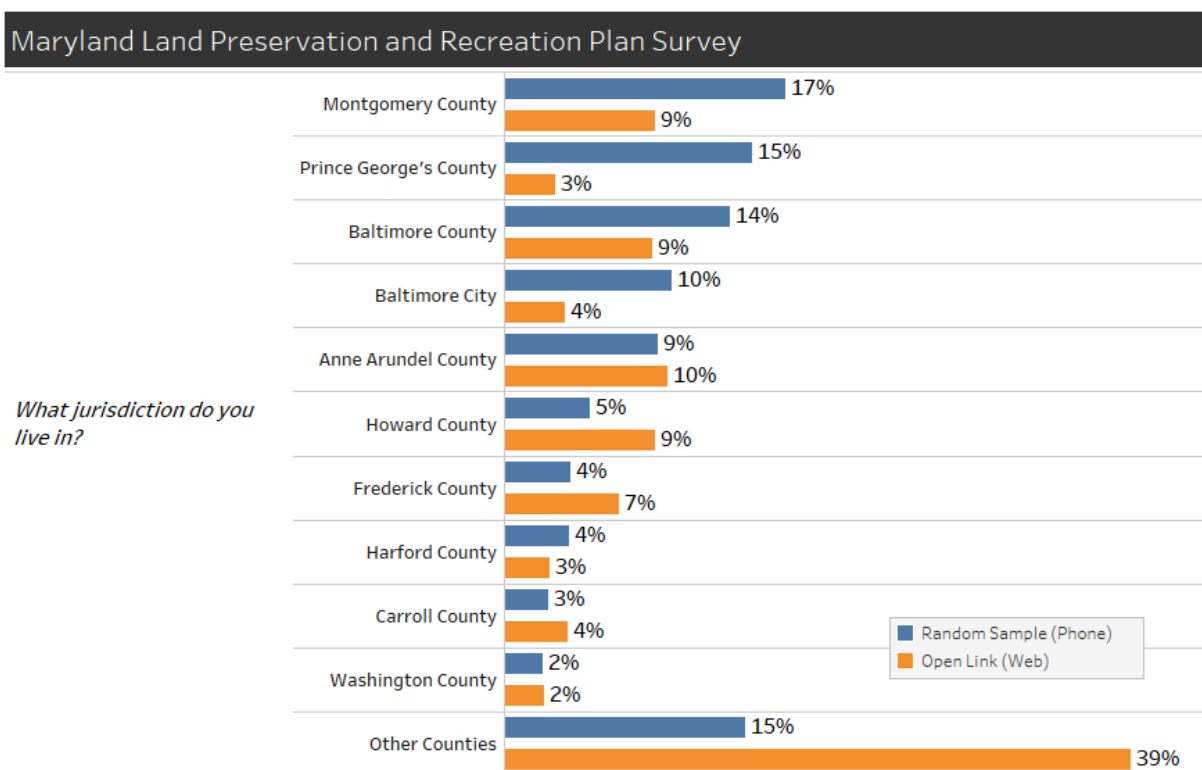 Maryland Land Preservation and Recreation Plan Survey
What jurisdiction do you
live in?
Montgomery County
17%
9%
Prince George’s County
15%
3%
Baltimore County
14%
9%
Baltimore City
10%
4%
Anne Arundel County
9%
10%
Howard County
5%
9%
Frederick County
4%
7%
Harford County
4%
3%
Carroll County
3%
4%
Washington County
2%
2%
Other Counties
15%
39%
Random Sample (Phone)
Open Link (Web)